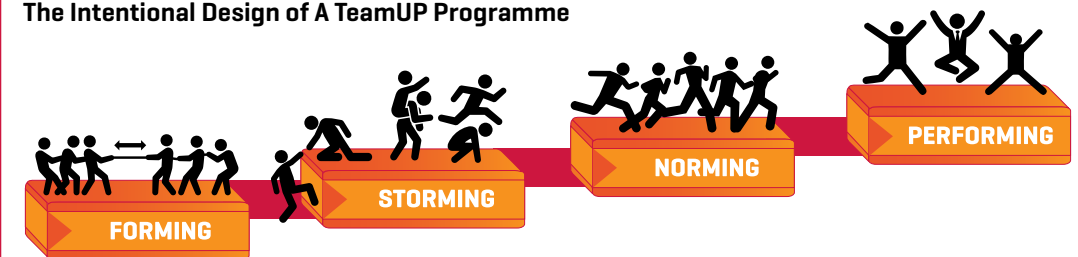 The Intentional Design of A TeamUP Programme
FORMING
STORMING
NORMING
PERFORMING